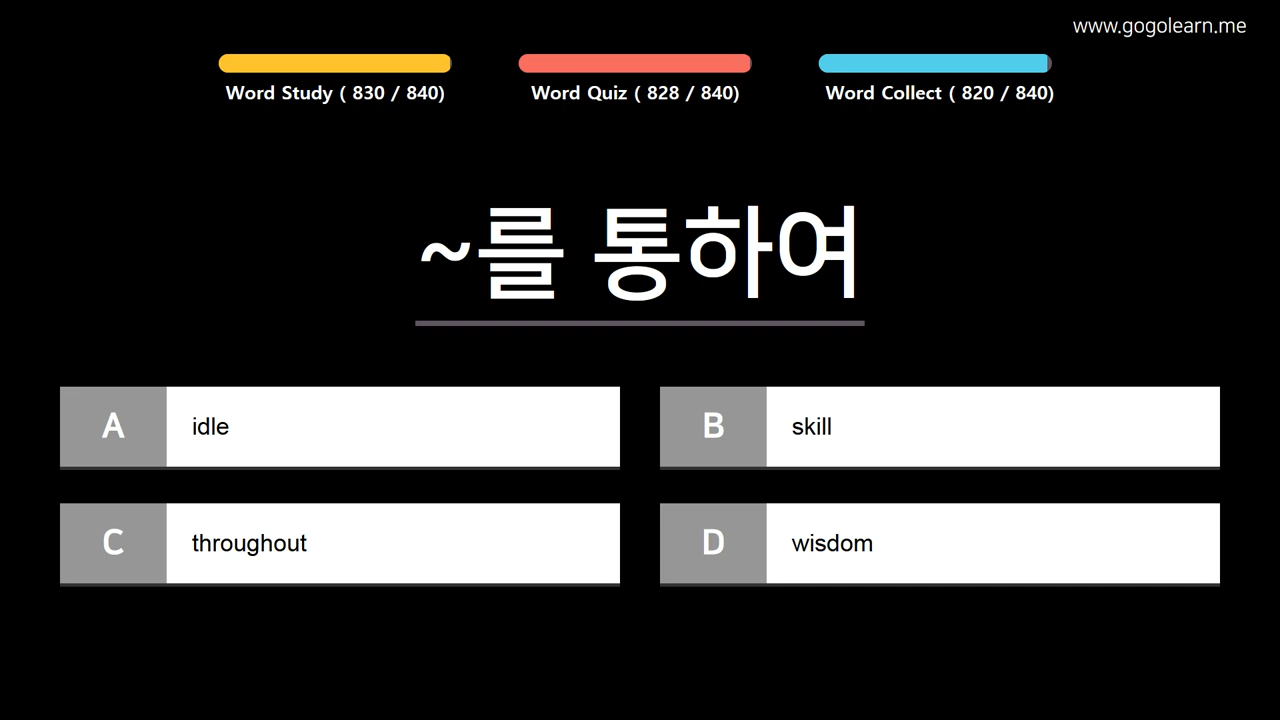 www.gogolearn.me
Word Study ( 830 / 840)
Word Quiz ( 828 / 840)
Word Collect ( 820 / 840)
~를 통하여
A idle
B skill
C throughout
D wisdom